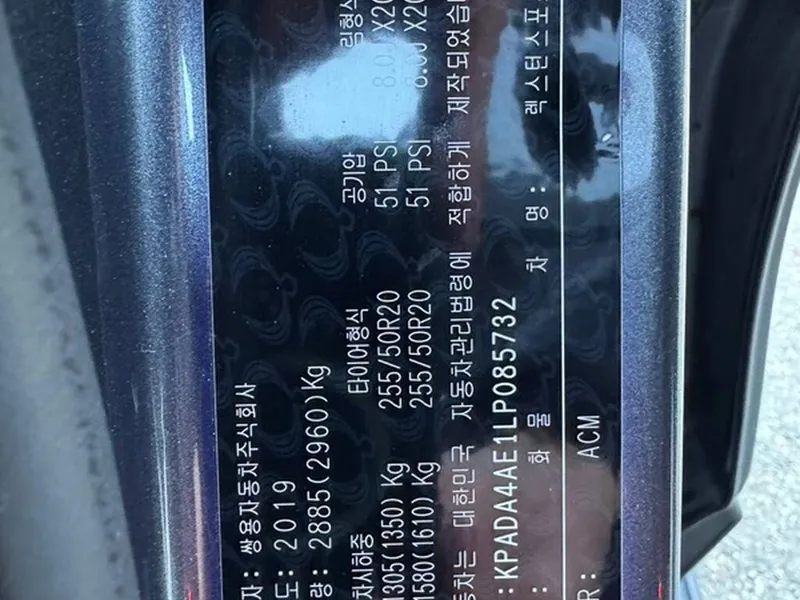 자: 쌍용자동차주식회사
도: 2019
량: 2885(2960)Kg
차시하중 타이어형식 공기압 림형식
1305(1350) Kg 255/50R20 51 PSI 8.0J X20
1580(1610) Kg 255/50R20 51 PSI 8.0J X20
동차는 대한민국 자동차관리법령에 적합하게 제작되었습니
: KPADA4AE1LP085732
: 화 물 차 명: 렉스턴스포
R: ACM